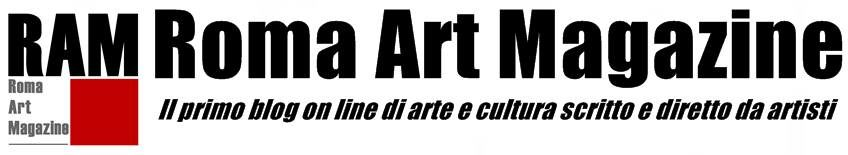 RAM Roma Art Magazine
Roma
Art
Magazine
Il primo blog on line di arte e cultura scritto e diretto da artisti